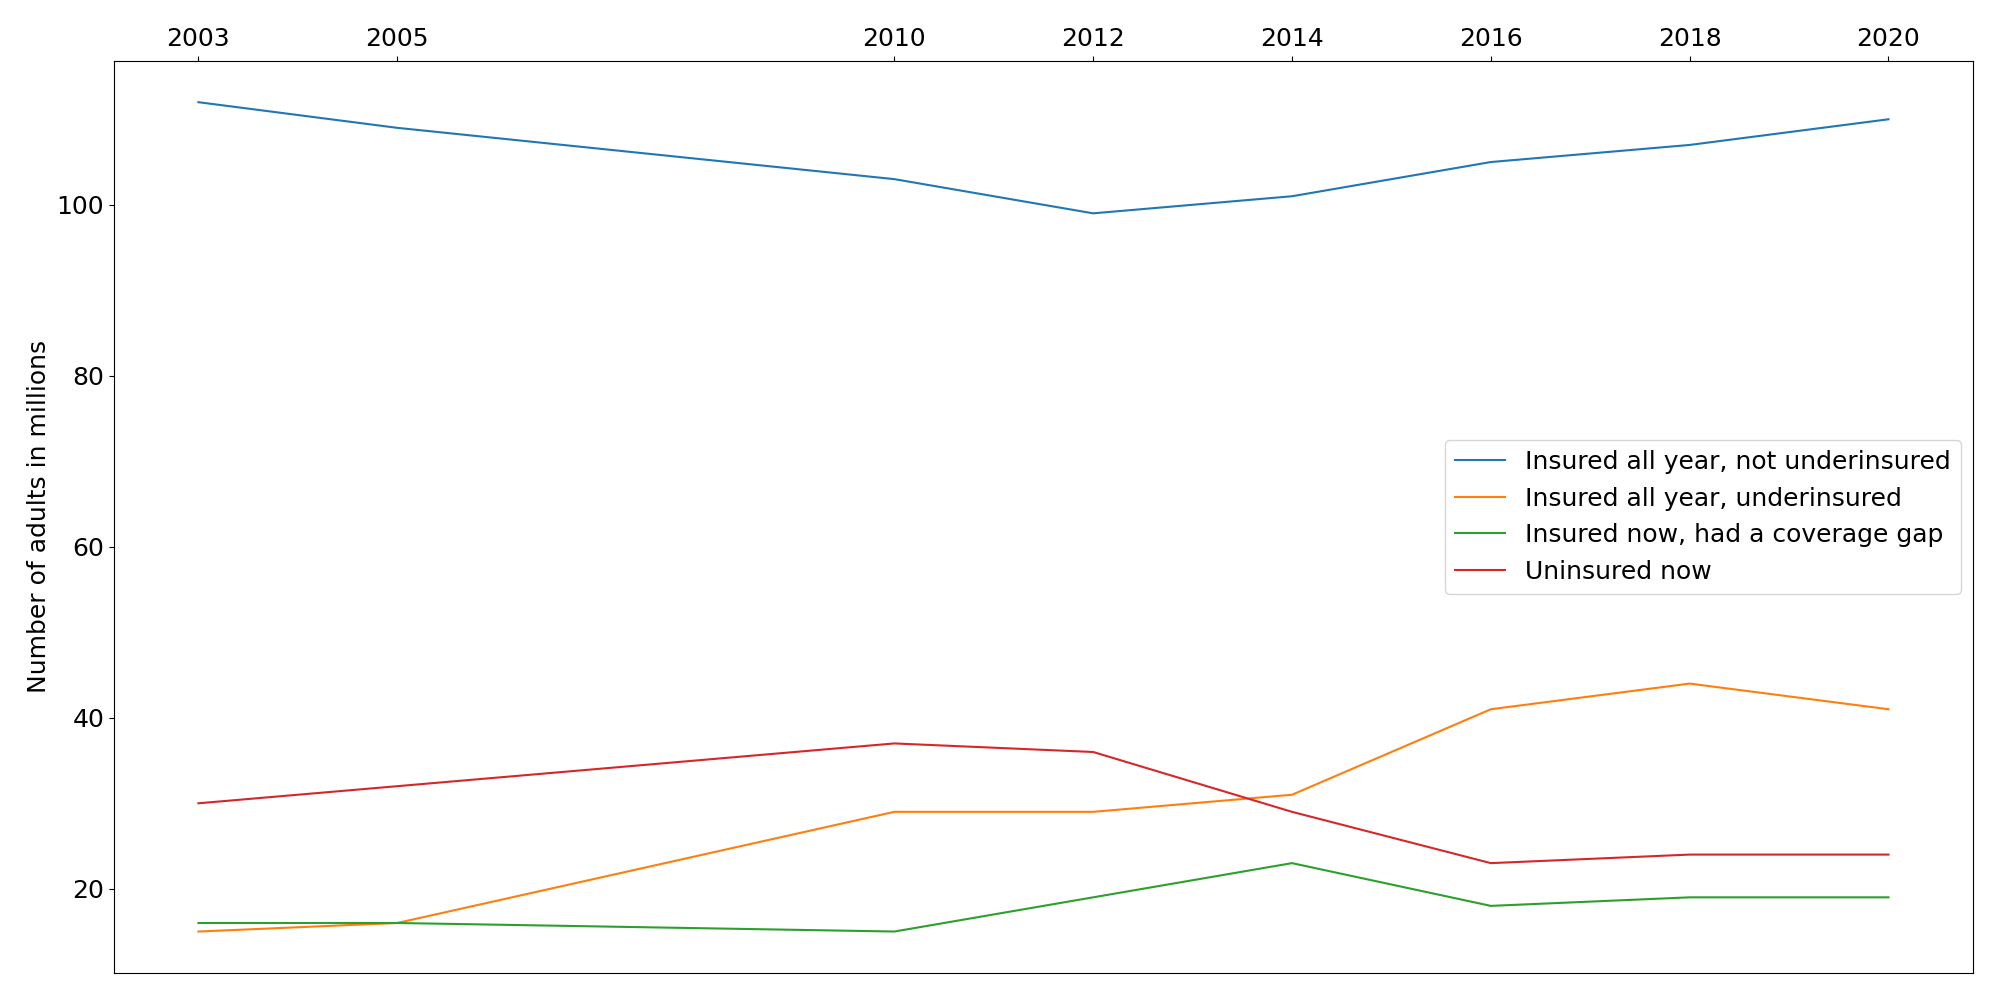 2003 2005 2010 2012 2014 2016 2018 2020
100
80
60
40
20
Number of adults in millions
Insured all year, not underinsured
Insured all year, underinsured
Insured now, had a coverage gap
Uninsured now